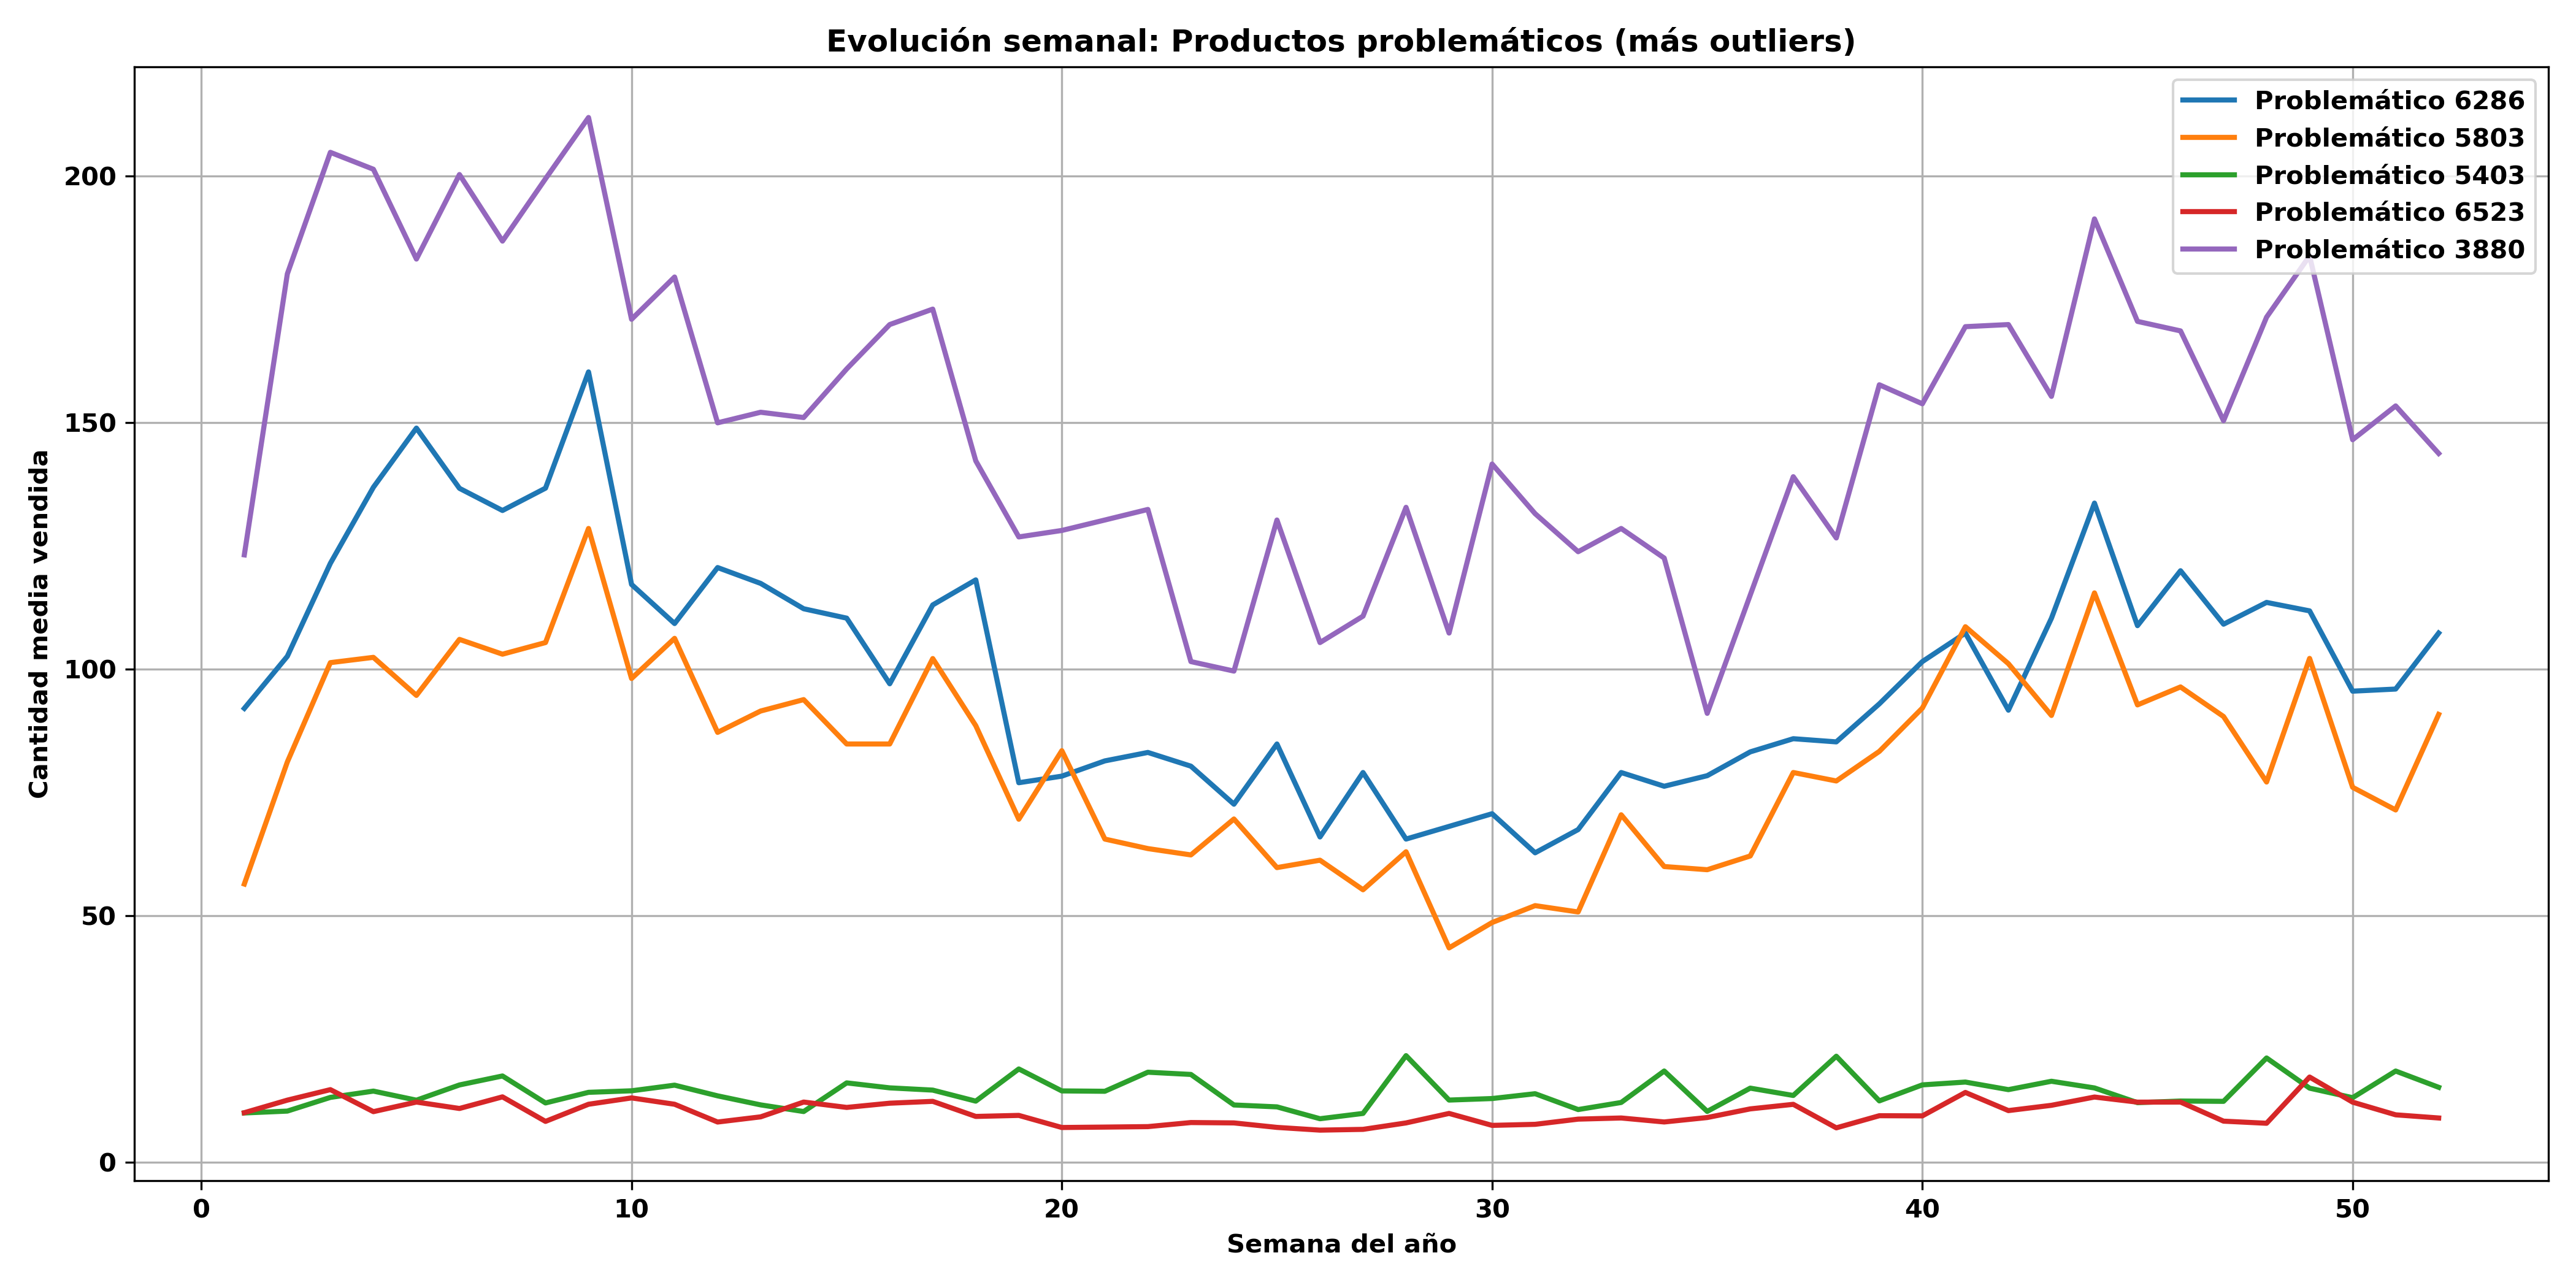 Evolución semanal: Productos problemáticos (más outliers)
Problemático 6286
Problemático 5803
Problemático 5403
Problemático 6523
Problemático 3880
Cantidad media vendida
200
150
100
50
0
0 10 20 30 40 50
Semana del año